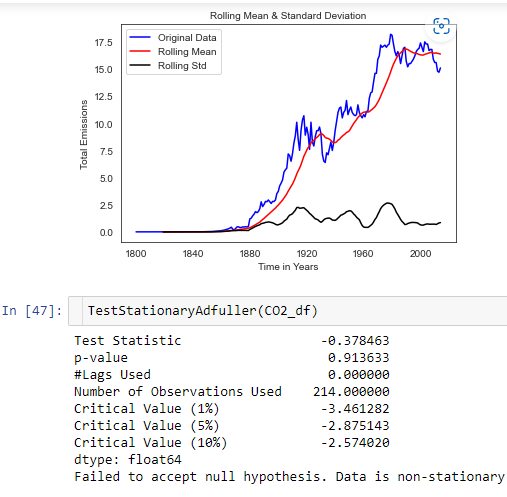 Rolling Mean & Standard Deviation
Original Data
Rolling Mean
Rolling Std
17.5
15.0
12.5
10.0
7.5
5.0
2.5
0.0
Total Emissions
1800 1840 1880 1920 1960 2000
Time in Years
In [47]: TestStationaryAdfuller(CO2_df)
Test Statistic -0.378463
p-value 0.913633
#Lags Used 0.000000
Number of Observations Used 214.000000
Critical Value (1%) -3.461282
Critical Value (5%) -2.875143
Critical Value (10%) -2.574020
dtype: float64
Failed to accept null hypothesis. Data is non-stationary